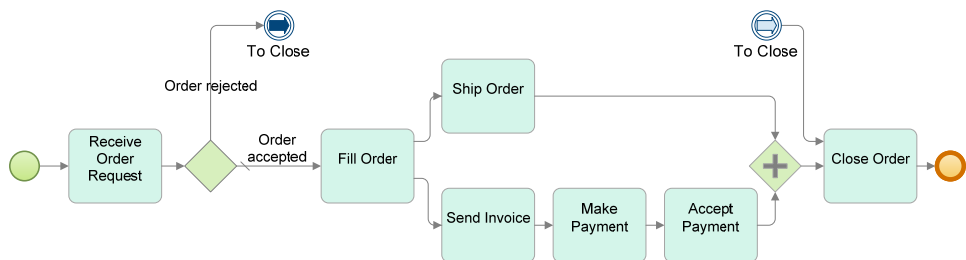 To Close
To Close
Order rejected
Ship Order
Receive
Order
Request
Order
accepted
Fill Order
Close Order
Send Invoice
Make
Payment
Accept
Payment